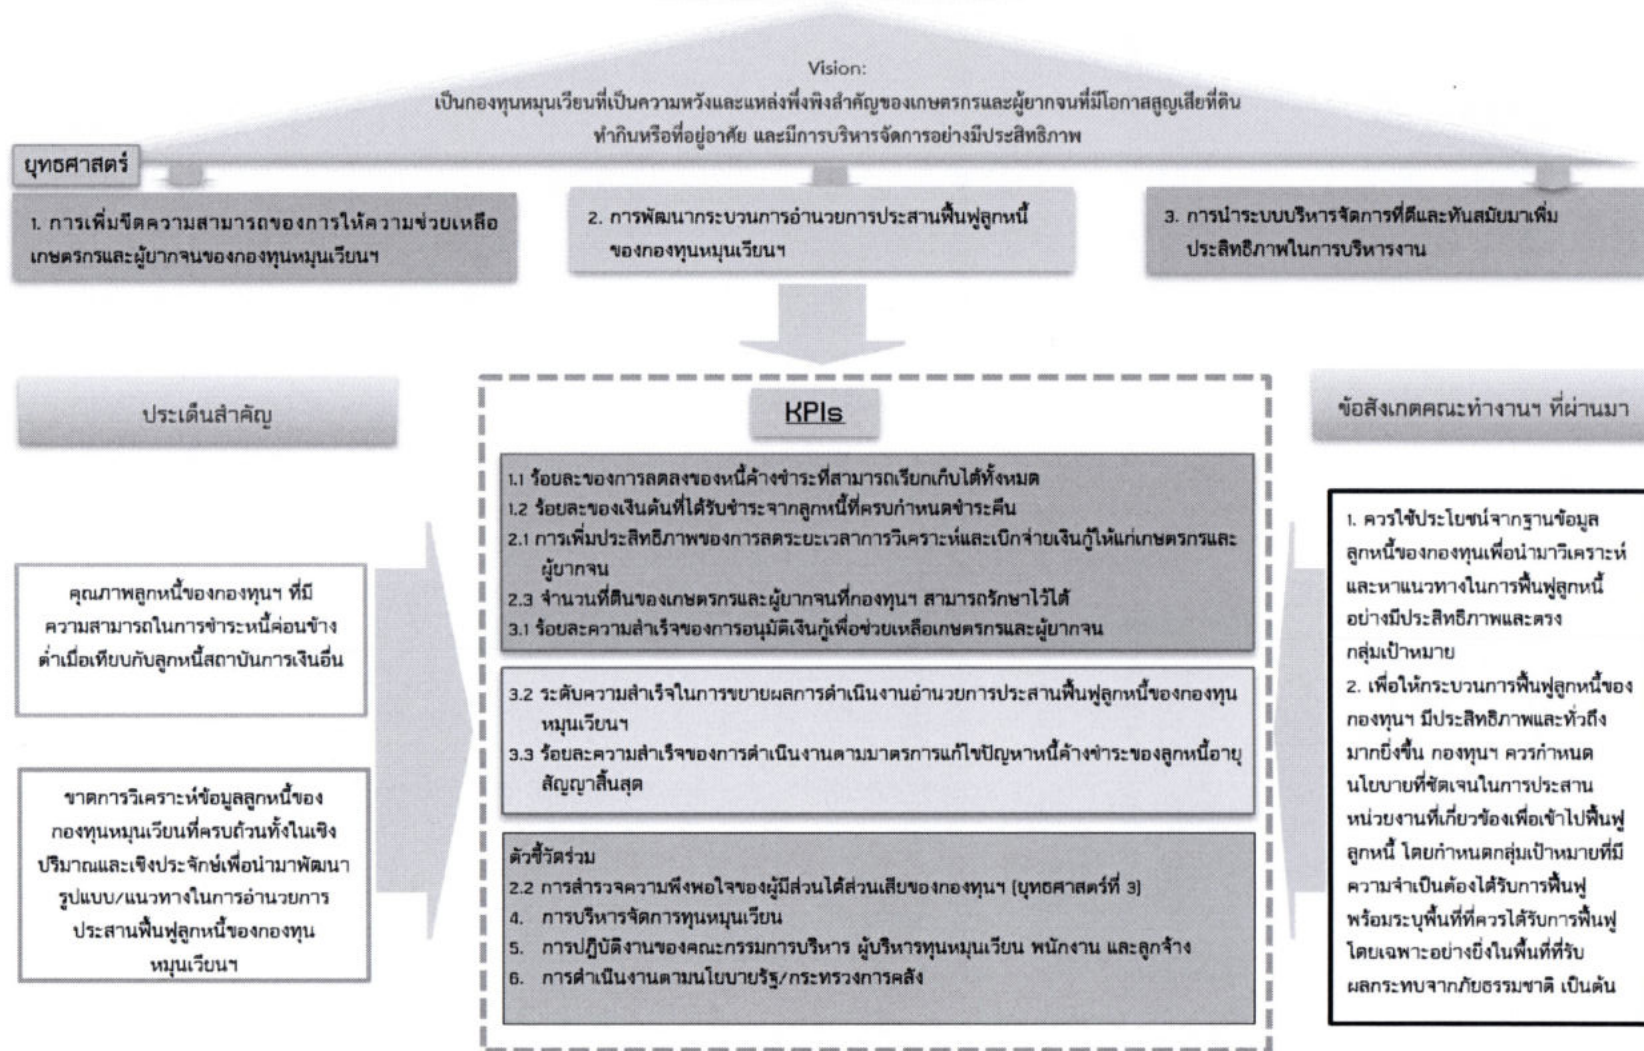 Vision:
เป็นกองทุนหมุนเวียนที่เป็นความหวังและแหล่งพึ่งพิงสำคัญของเกษตรกรและผู้ยากจนที่มีโอกาสสูญเสียที่ดิน
ทำกินหรือที่อยู่อาศัย และมีการบริหารจัดการอย่างมีประสิทธิภาพ
ยุทธศาสตร์
1. การเพิ่มขีดความสามารถของการให้ความช่วยเหลือ
เกษตรกรและผู้ยากจนของกองทุนหมุนเวียนฯ
2. การพัฒนากระบวนการอำนวยการประสานฟื้นฟูลูกหนี้
ของกองทุนหมุนเวียนฯ
3. การนำระบบบริหารจัดการที่ดีและทันสมัยมาเพิ่ม
ประสิทธิภาพในการบริหารงาน
ประเด็นสำคัญ
คุณภาพลูกหนี้ของกองทุนฯ ที่มี
ความสามารถในการชำระหนี้ค่อนข้าง
ต่ำเมื่อเทียบกับลูกหนี้สถาบันการเงินอื่น
ขาดการวิเคราะห์ข้อมูลลูกหนี้ของ
กองทุนหมุนเวียนที่ครบถ้วนทั้งในเชิง
ปริมาณและเชิงประจักษ์เพื่อนำมาพัฒนา
รูปแบบ/แนวทางในการอำนวยการ
ประสานฟื้นฟูลูกหนี้ของกองทุน
หมุนเวียนฯ
KPIs
1.1 ร้อยละของการลดลงของหนี้ค้างชำระที่สามารถเรียกเก็บได้ทั้งหมด
1.2 ร้อยละของเงินต้นที่ได้รับชำระจากลูกหนี้ที่ครบกำหนดชำระคืน
2.1 การเพิ่มประสิทธิภาพของการลดระยะเวลาการวิเคราะห์และเบิกจ่ายเงินกู้ให้แก่เกษตรกรและ
ผู้ยากจน
2.3 จำนวนที่ดินของเกษตรกรและผู้ยากจนที่กองทุนฯ สามารถรักษาไว้ได้
3.1 ร้อยละความสำเร็จของการอนุมัติเงินกู้เพื่อช่วยเหลือเกษตรกรและผู้ยากจน
3.2 ระดับความสำเร็จในการขยายผลการดำเนินงานอำนวยการประสานฟื้นฟูลูกหนี้ของกองทุน
หมุนเวียนฯ
3.3 ร้อยละความสำเร็จของการดำเนินงานตามมาตรการแก้ไขปัญหาหนี้ค้างชำระของลูกหนี้อายุ
สัญญาสิ้นสุด
ตัวชี้วัดร่วม
2.2 การสำรวจความพึงพอใจของผู้มีส่วนได้ส่วนเสียของกองทุนฯ (ยุทธศาสตร์ที่ 3)
4. การบริหารจัดการทุนหมุนเวียน
5. การปฏิบัติงานของคณะกรรมการบริหาร ผู้บริหารทุนหมุนเวียน พนักงาน และลูกจ้าง
6. การดำเนินงานตามนโยบายรัฐ/กระทรวงการคลัง
ข้อสังเกตคณะทำงานฯ ที่ผ่านมา
1. ควรใช้ประโยชน์จากฐานข้อมูล
ลูกหนี้ของกองทุนเพื่อนำมาวิเคราะห์
และหาแนวทางในการฟื้นฟูลูกหนี้
อย่างมีประสิทธิภาพและตรง
กลุ่มเป้าหมาย
2. เพื่อให้กระบวนการฟื้นฟูลูกหนี้ของ
กองทุนฯ มีประสิทธิภาพและทั่วถึง
มากยิ่งขึ้น กองทุนฯ ควรกำหนด
นโยบายที่ชัดเจนในการประสาน
หน่วยงานที่เกี่ยวข้องเพื่อเข้าไปฟื้นฟู
ลูกหนี้ โดยกำหนดกลุ่มเป้าหมายที่มี
ความจำเป็นต้องได้รับการฟื้นฟู
พร้อมระบุพื้นที่ที่ควรได้รับการฟื้นฟู
โดยเฉพาะอย่างยิ่งในพื้นที่ที่รับ
ผลกระทบจากภัยธรรมชาติ เป็นต้น